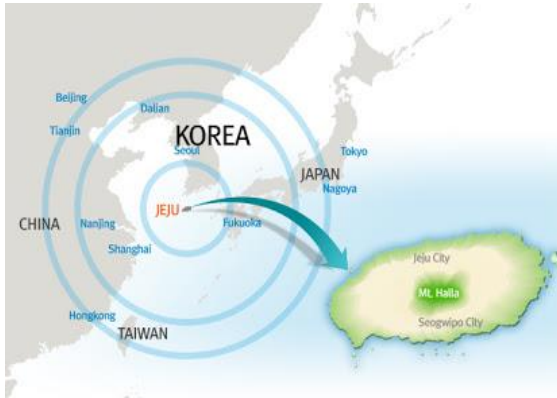 Beijing
Dalian
Tianjin
KOREA
Seoul
Tokyo
JAPAN
Nagoya
JEJU
CHINA
Nanjing
Fukuoka
Shanghai
Jeju City
Mt. Halla
Hongkong
Seogwipo City
TAIWAN